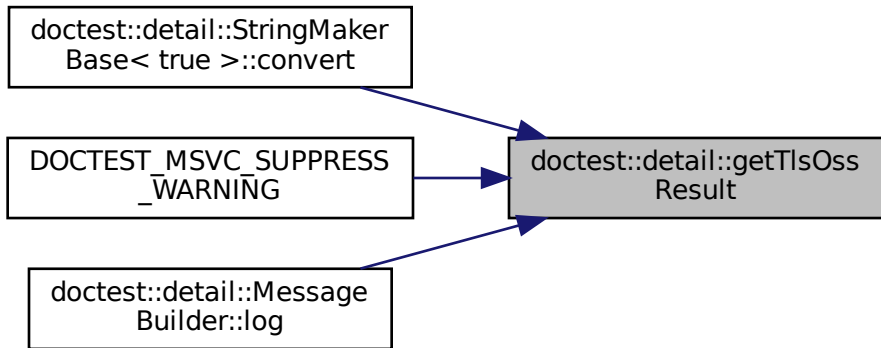 doctest::detail::StringMaker
Base< true >::convert
DOCTEST_MSVC_SUPPRESS
_WARNING
doctest::detail::getTlsOss
Result
doctest::detail::Message
Builder::log